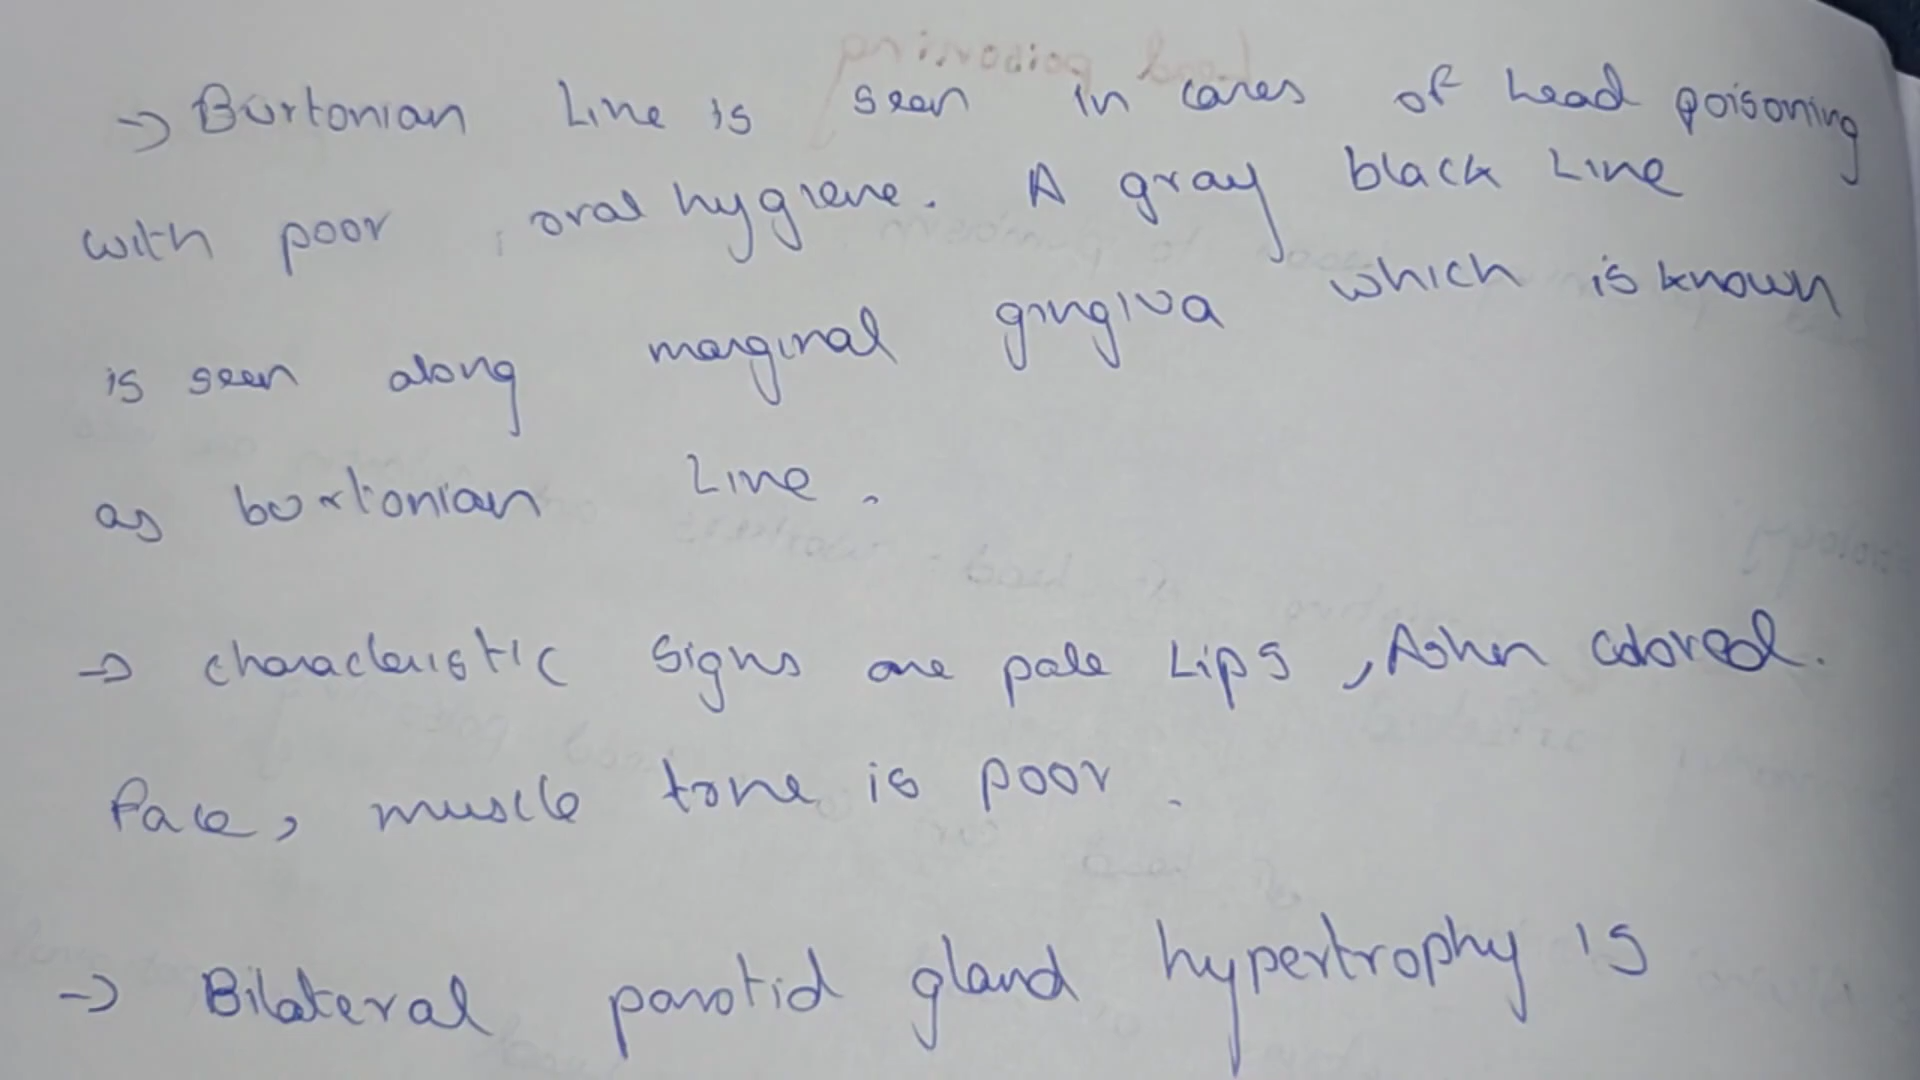 → Burtonian Line is seen in cases of Lead poisoning
with poor oral hygiene. A gray black Line
is seen along marginal gingiva which is known
as burtonian Line.
→ characteristic signs are pale Lips, Ashen colored.
face, muscle tone is poor.
→ Bilateral parotid gland hypertrophy is